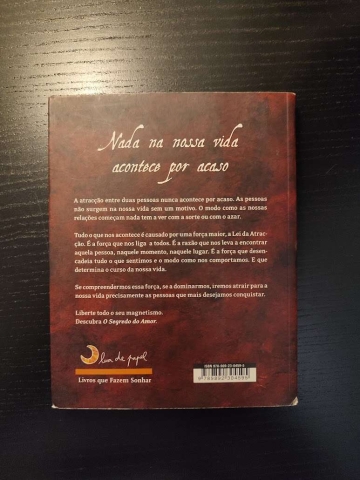 Nada na nossa vida
acontece por acaso
A atracção entre duas pessoas nunca acontece por acaso. As pessoas
não surgem na nossa vida sem um motivo. O modo como as nossas
relações começam nada tem a ver com a sorte ou com o azar.
Tudo o que nos acontece é causado por uma força maior, a Lei da Atrac-
ção. É a força que nos liga a todos. É a razão que nos leva a encontrar
aquela pessoa, naquele momento, naquele lugar. É a força que desen-
cadeia tudo o que sentimos e o modo como nos comportamos. E que
determina o curso da nossa vida.
Se compreendermos essa força, se a dominarmos, iremos atrair para a
nossa vida precisamente as pessoas que mais desejamos conquistar.
Liberte todo o seu magnetismo.
Descubra O Segredo do Amor.
lua de papel
Livros que Fazem Sonhar
ISBN